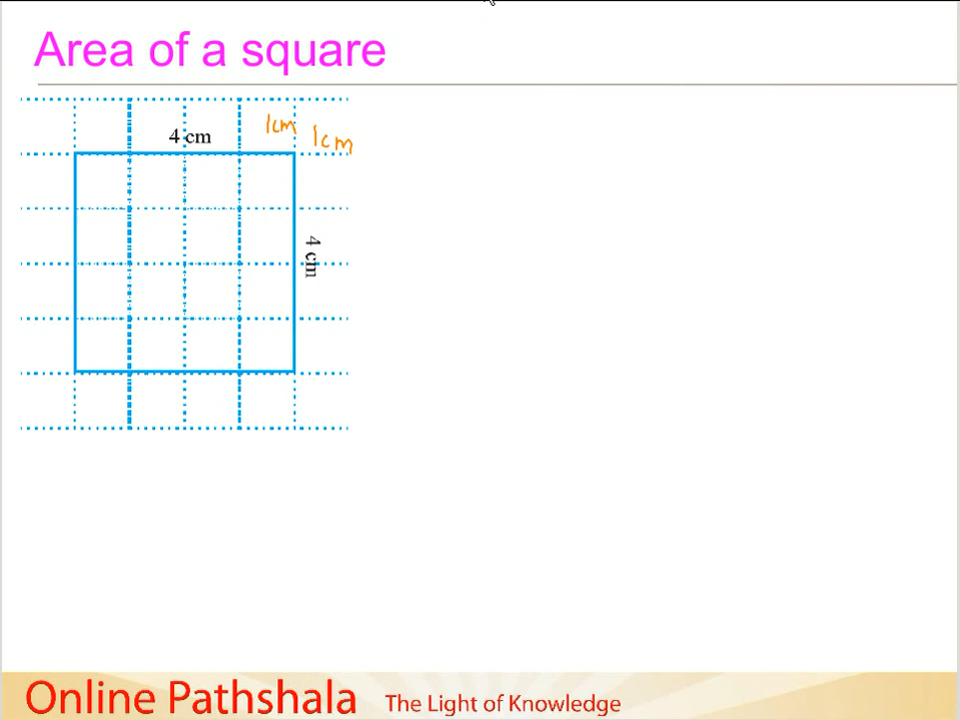 Area of a square
4 cm
1cm
1cm
4 cm
Online Pathshala The Light of Knowledge